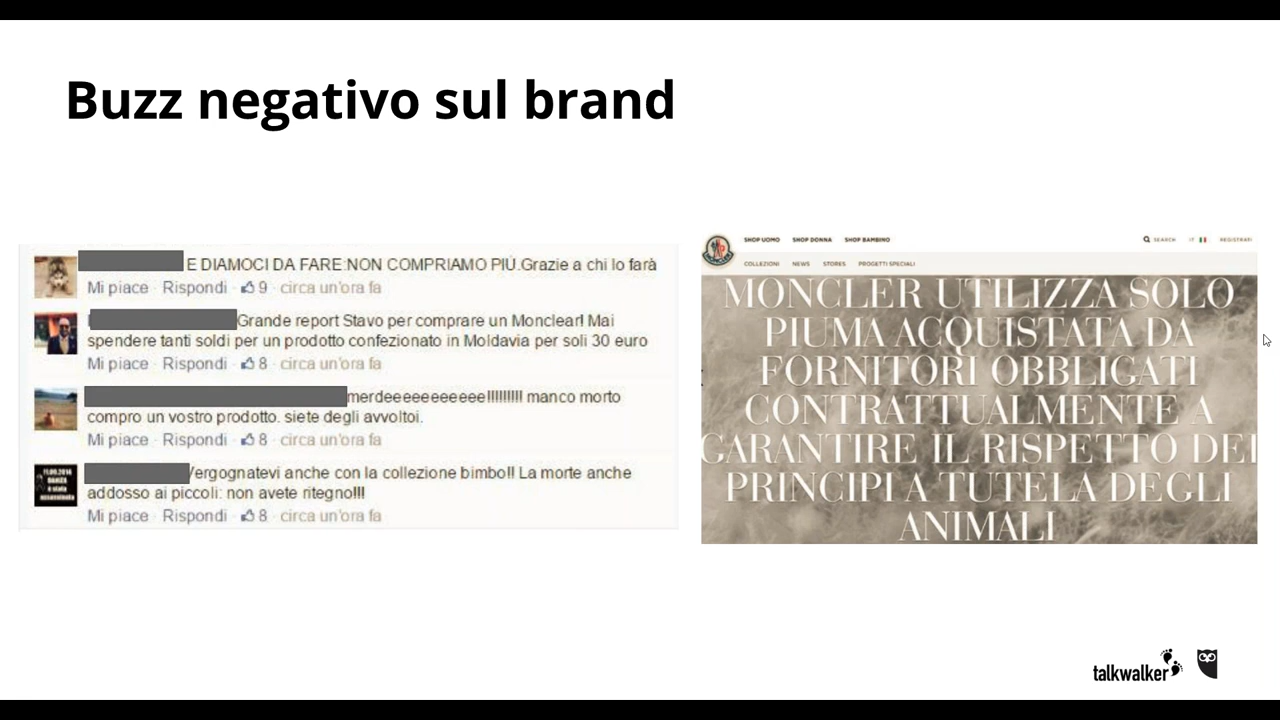 Buzz negativo sul brand
E DIAMOCI DA FARE:NON COMPRIAMO PIÚ.Grazie a chi lo farà
Mi piace · Rispondi · 9 · circa un'ora fa
Grande report Stavo per comprare un Monclear! Mai
spendere tanti soldi per un prodotto confezionato in Moldavia per soli 30 euro
Mi piace · Rispondi · 8 · circa un'ora fa
merdeeeeeeeeeee!!!!!!!!! manco morto
compro un vostro prodotto. siete degli avvoltoi.
Mi piace · Rispondi · 8 · circa un'ora fa
Vergognatevi anche con la collezione bimbo!! La morte anche
addosso ai piccoli: non avete ritegno!!!
Mi piace · Rispondi · 8 · circa un'ora fa
SHOP UOMO SHOP DONNA SHOP BAMBINO SEARCH IT REGISTRATI
COLLEZIONI NEWS STORES PROGETTI SPECIALI
MONCLER UTILIZZA SOLO
PIUMA ACQUISTATA DA
FORNITORI OBBLIGATI
CONTRATTUALMENTE A
GARANTIRE IL RISPETTO DEI
PRINCIPI A TUTELA DEGLI
ANIMALI
talkwalker